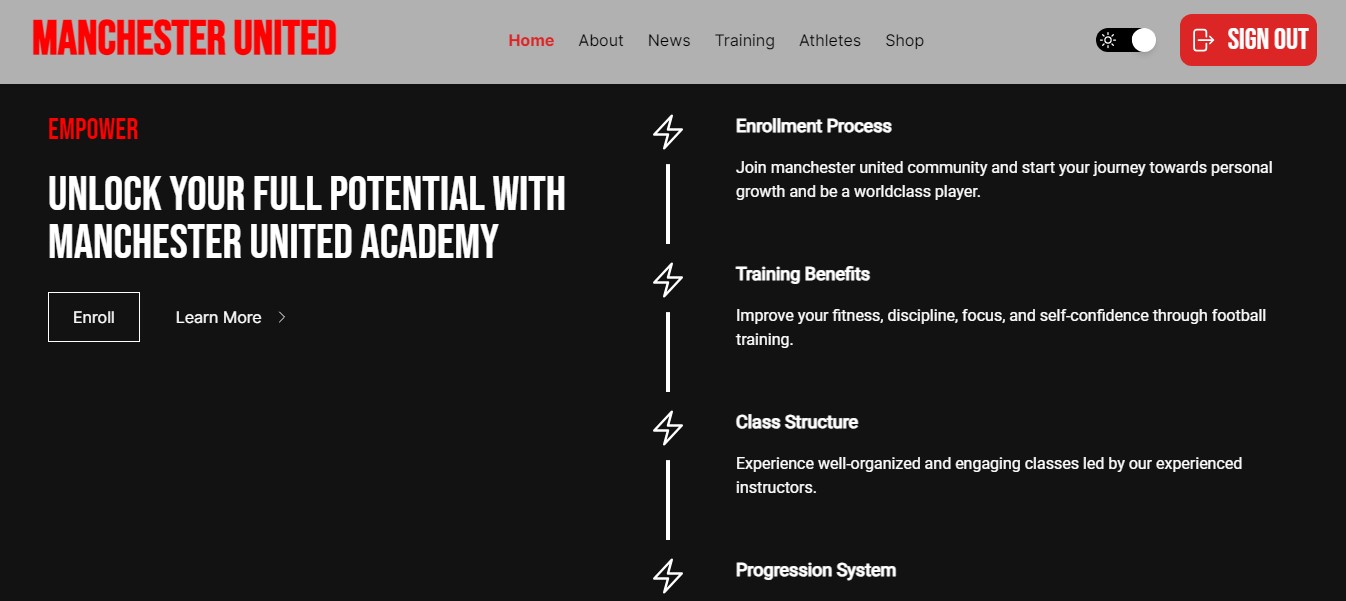 MANCHESTER UNITED
Home About News Training Athletes Shop
SIGN OUT
EMPOWER
UNLOCK YOUR FULL POTENTIAL WITH
MANCHESTER UNITED ACADEMY
Enroll Learn More
Enrollment Process
Join manchester united community and start your journey towards personal
growth and be a worldclass player.
Training Benefits
Improve your fitness, discipline, focus, and self-confidence through football
training.
Class Structure
Experience well-organized and engaging classes led by our experienced
instructors.
Progression System